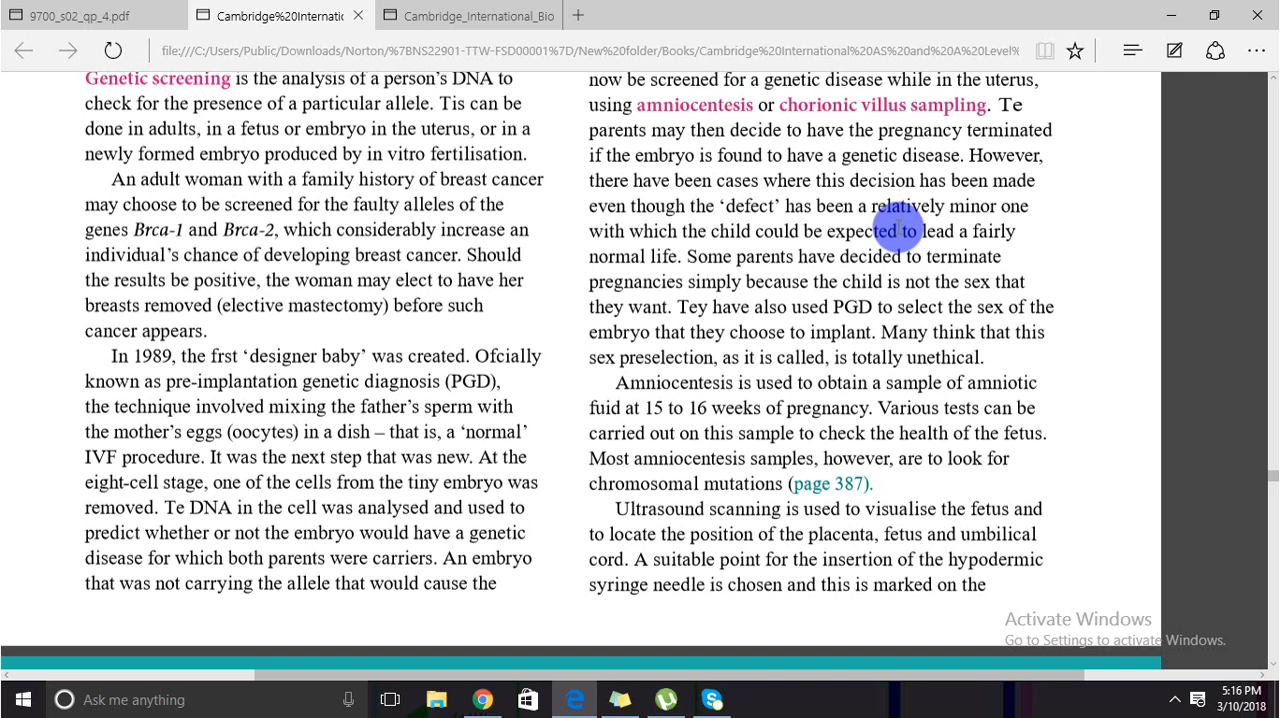 9700_s02_qp_4.pdf
Cambridge%20Internatic
Cambridge_International_Bio
file:///C:/Users/Public/Downloads/Norton/%7BNS22901-TTW-FSD00001%7D/New%20folder/Books/Cambridge%20International%20AS%20and%20A%20Level%
Genetic screening is the analysis of a person's DNA to
check for the presence of a particular allele. Tis can be
done in adults, in a fetus or embryo in the uterus, or in a
newly formed embryo produced by in vitro fertilisation.
An adult woman with a family history of breast cancer
may choose to be screened for the faulty alleles of the
genes Brca-1 and Brca-2, which considerably increase an
individual's chance of developing breast cancer. Should
the results be positive, the woman may elect to have her
breasts removed (elective mastectomy) before such
cancer appears.
In 1989, the frst 'designer baby' was created. Ofcially
known as pre-implantation genetic diagnosis (PGD),
the technique involved mixing the father's sperm with
the mother's eggs (oocytes) in a dish – that is, a 'normal'
IVF procedure. It was the next step that was new. At the
eight-cell stage, one of the cells from the tiny embryo was
removed. Te DNA in the cell was analysed and used to
predict whether or not the embryo would have a genetic
disease for which both parents were carriers. An embryo
that was not carrying the allele that would cause the
now be screened for a genetic disease while in the uterus,
using amniocentesis or chorionic villus sampling. Te
parents may then decide to have the pregnancy terminated
if the embryo is found to have a genetic disease. However,
there have been cases where this decision has been made
even though the 'defect' has been a relatively minor one
with which the child could be expected to lead a fairly
normal life. Some parents have decided to terminate
pregnancies simply because the child is not the sex that
they want. Tey have also used PGD to select the sex of the
embryo that they choose to implant. Many think that this
sex preselection, as it is called, is totally unethical.
Amniocentesis is used to obtain a sample of amniotic
fuid at 15 to 16 weeks of pregnancy. Various tests can be
carried out on this sample to check the health of the fetus.
Most amniocentesis samples, however, are to look for
chromosomal mutations (page 387).
Ultrasound scanning is used to visualise the fetus and
to locate the position of the placenta, fetus and umbilical
cord. A suitable point for the insertion of the hypodermic
syringe needle is chosen and this is marked on the
Activate Windows
Go to Settings to activate Windows.
Ask me anything
5:16 PM
3/10/2018